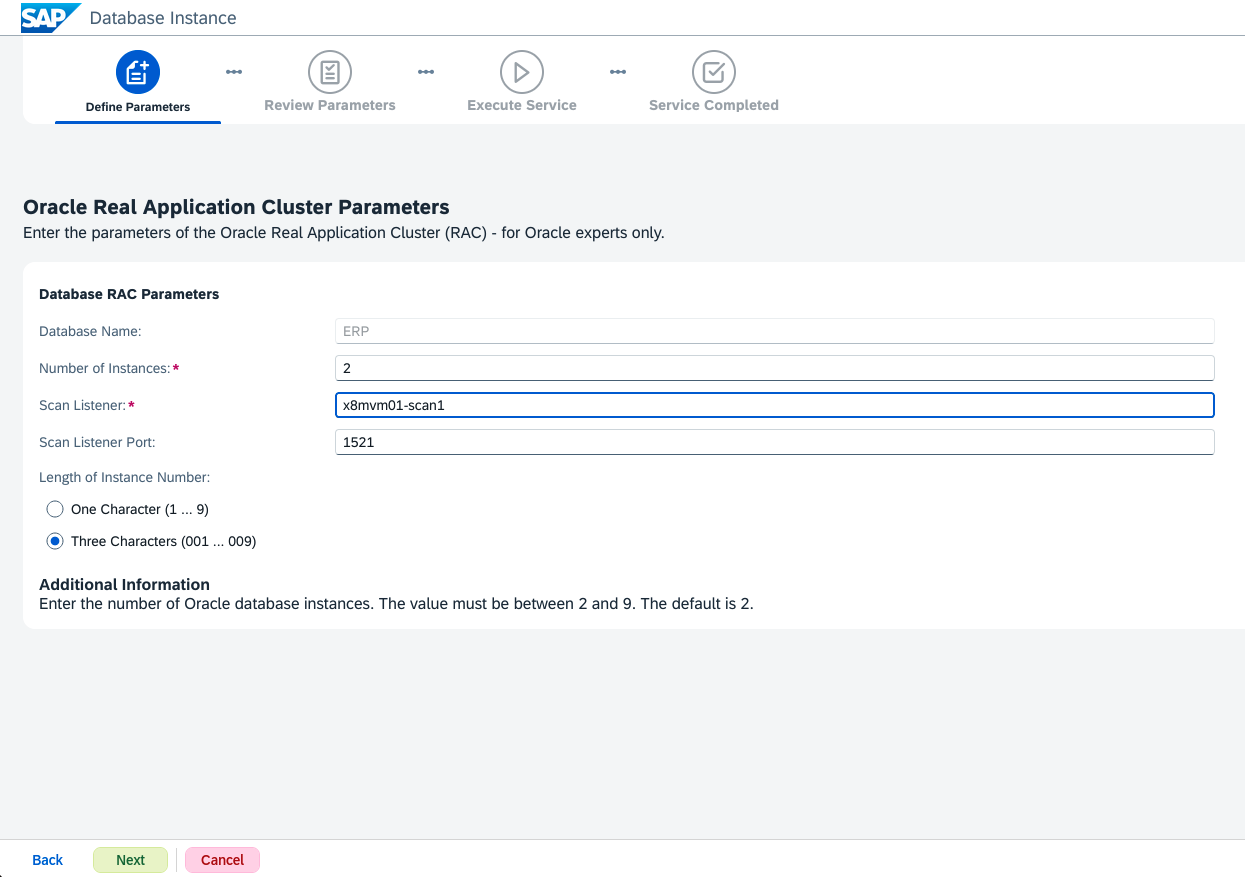 SAP Database Instance
Define Parameters
Review Parameters
Execute Service
Service Completed
Oracle Real Application Cluster Parameters
Enter the parameters of the Oracle Real Application Cluster (RAC) - for Oracle experts only.
Database RAC Parameters
Database Name: ERP
Number of Instances:* 2
Scan Listener:* x8mvm01-scan1
Scan Listener Port: 1521
Length of Instance Number:
One Character (1 ... 9)
Three Characters (001 ... 009)
Additional Information
Enter the number of Oracle database instances. The value must be between 2 and 9. The default is 2.
Back Next Cancel